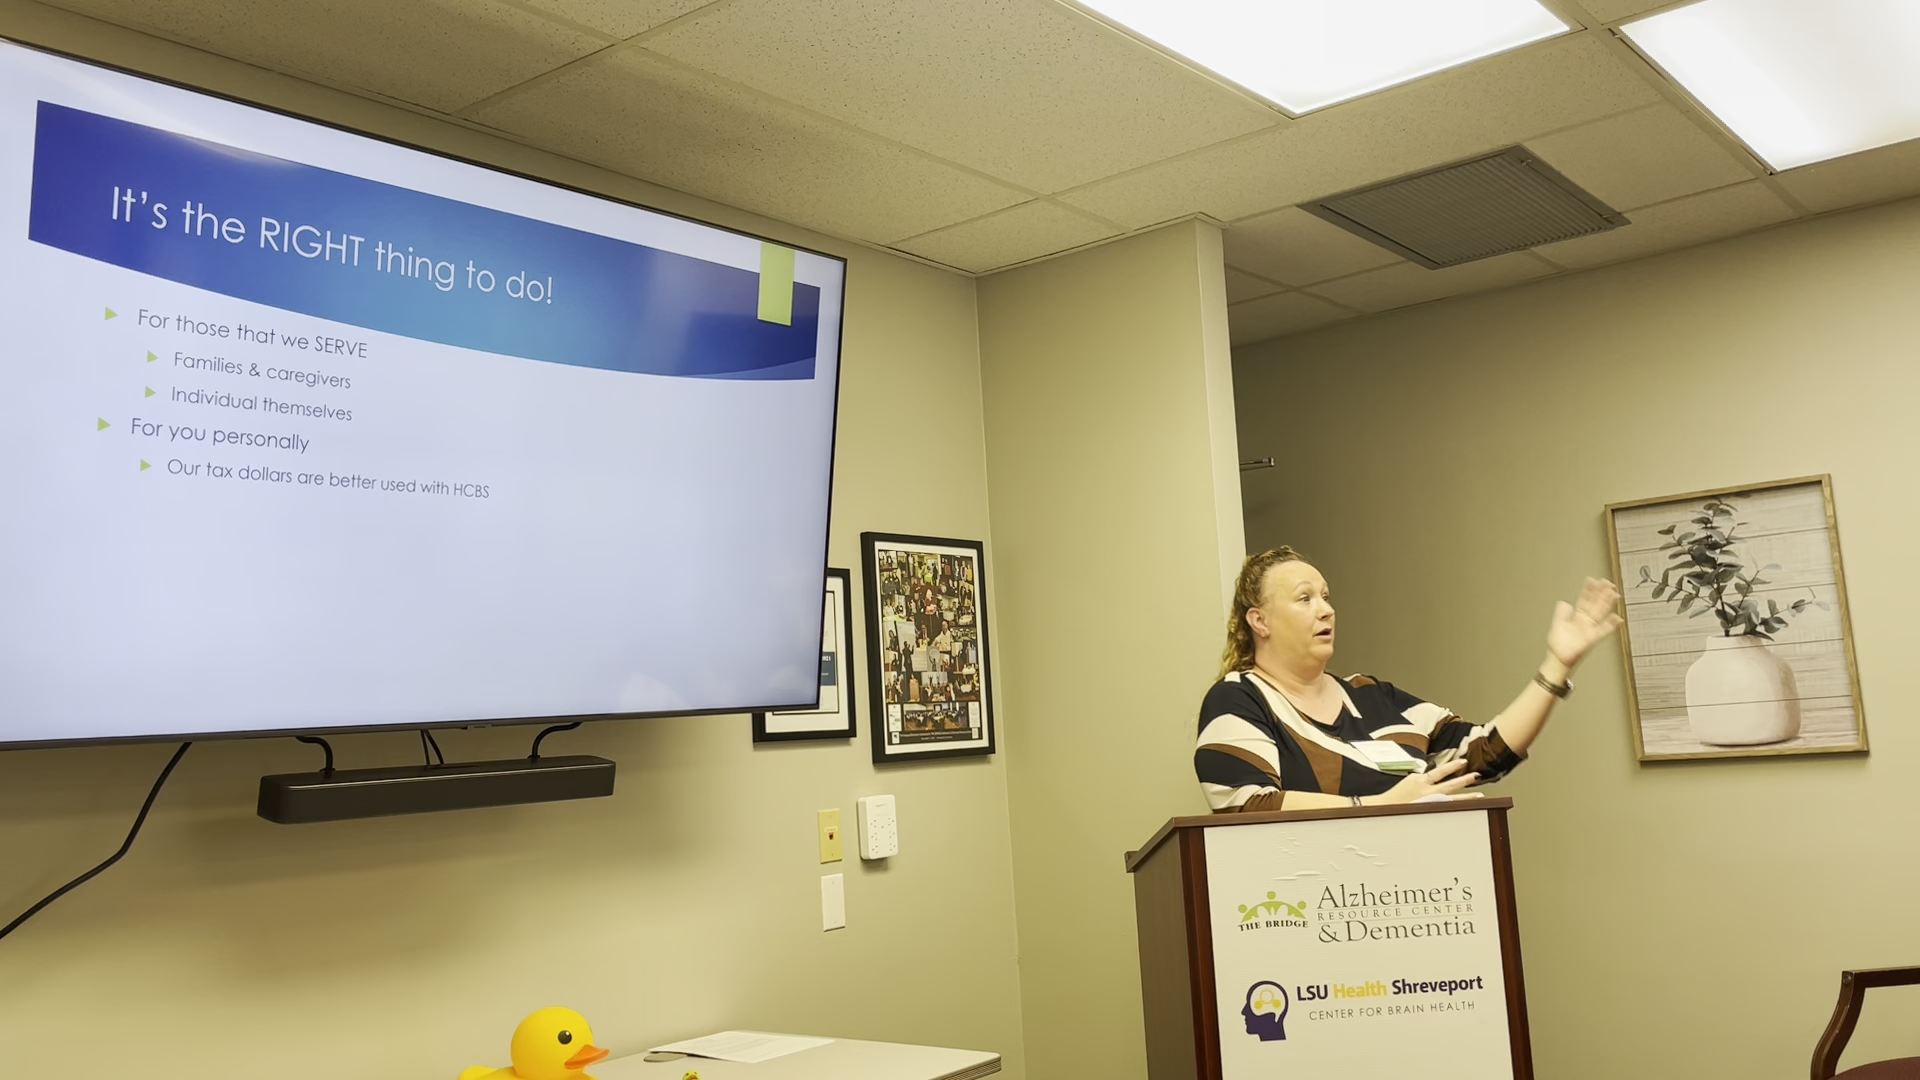 It's the RIGHT thing to do!
For those that we SERVE
Families & caregivers
Individual themselves
For you personally
Our tax dollars are better used with HCBS
THE BRIDGE
Alzheimer's
RESOURCE CENTER
& Dementia
LSU Health Shreveport
CENTER FOR BRAIN HEALTH